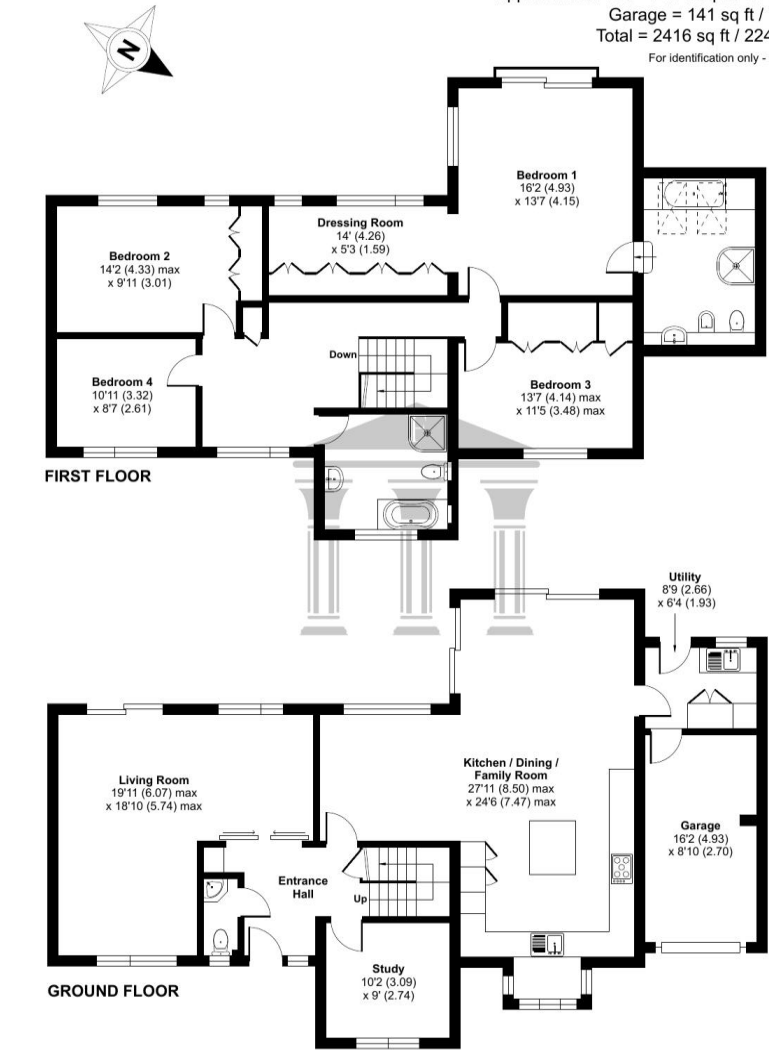 Garage = 141 sq ft /
Total = 2416 sq ft / 224
For identification only -
N
Bedroom 1
16'2 (4.93)
x 13'7 (4.15)
Dressing Room
14' (4.26)
x 5'3 (1.59)
Bedroom 2
14'2 (4.33) max
x 9'11 (3.01)
Down
Bedroom 4
10'11 (3.32)
x 8'7 (2.61)
Bedroom 3
13'7 (4.14) max
x 11'5 (3.48) max
FIRST FLOOR
Utility
8'9 (2.66)
x 6'4 (1.93)
Living Room
19'11 (6.07) max
x 18'10 (5.74) max
Kitchen / Dining /
Family Room
27'11 (8.50) max
x 24'6 (7.47) max
Garage
16'2 (4.93)
x 8'10 (2.70)
Entrance
Hall
Up
Study
10'2 (3.09)
x 9' (2.74)
GROUND FLOOR